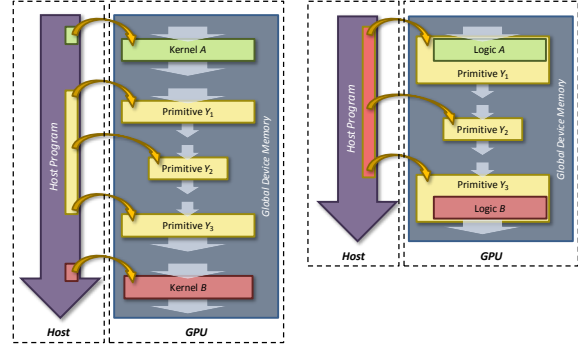 Host Program
Kernel A
Primitive Y1
Primitive Y2
Primitive Y3
Kernel B
Global Device Memory
Host
GPU
Host Program
Logic A
Primitive Y1
Primitive Y2
Primitive Y3
Logic B
Global Device Memory
Host
GPU